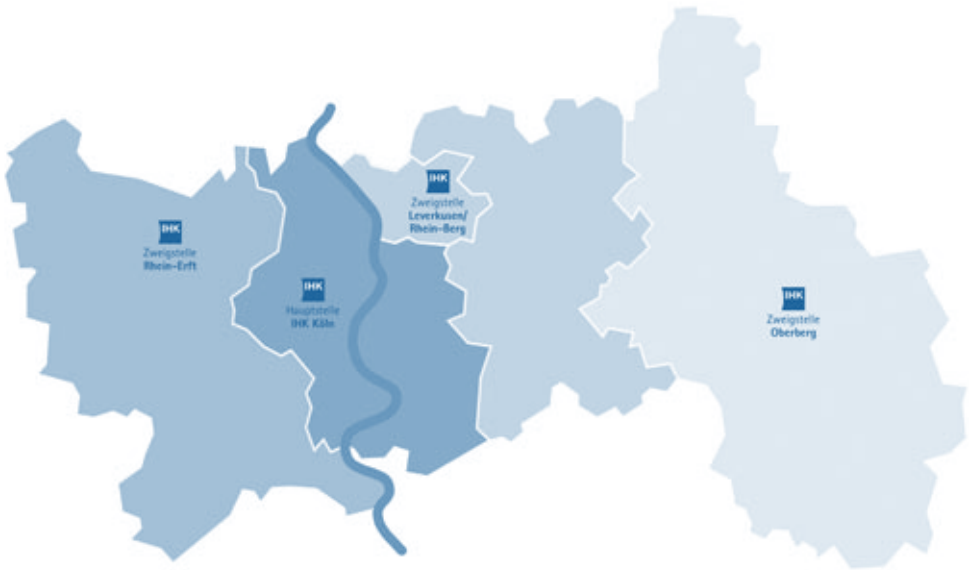 IHK
Zweigstelle
Leverkusen/
Rhein-Berg
IHK
Zweigstelle
Rhein-Erft
IHK
Hauptstelle
IHK Köln
IHK
Zweigstelle
Oberberg